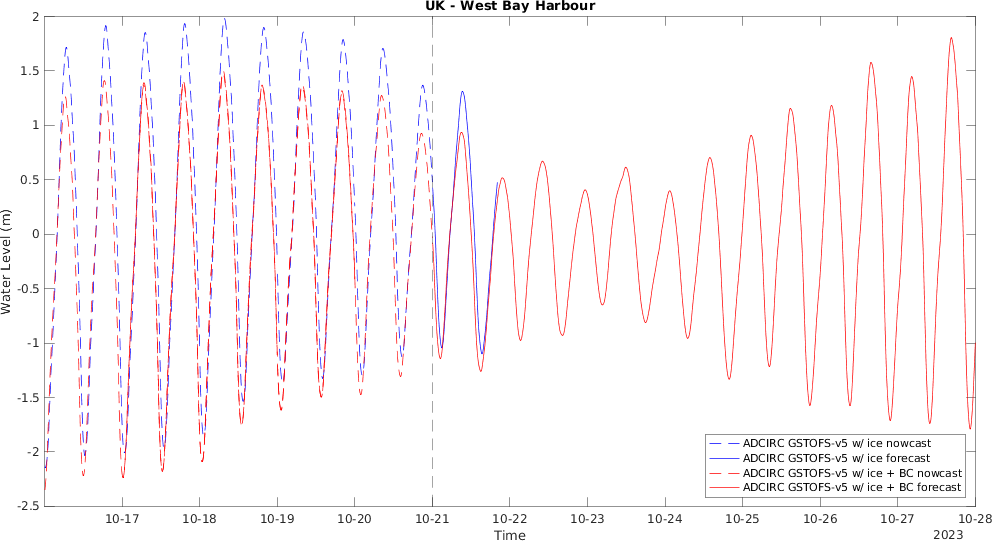 UK - West Bay Harbour
2
1.5
1
0.5
0
-0.5
-1
-1.5
-2
-2.5
Water Level (m)
10-17 10-18 10-19 10-20 10-21 10-22 10-23 10-24 10-25 10-26 10-27 10-28
Time
2023
ADCIRC GSTOFS-v5 w/ ice nowcast
ADCIRC GSTOFS-v5 w/ ice forecast
ADCIRC GSTOFS-v5 w/ ice + BC nowcast
ADCIRC GSTOFS-v5 w/ ice + BC forecast